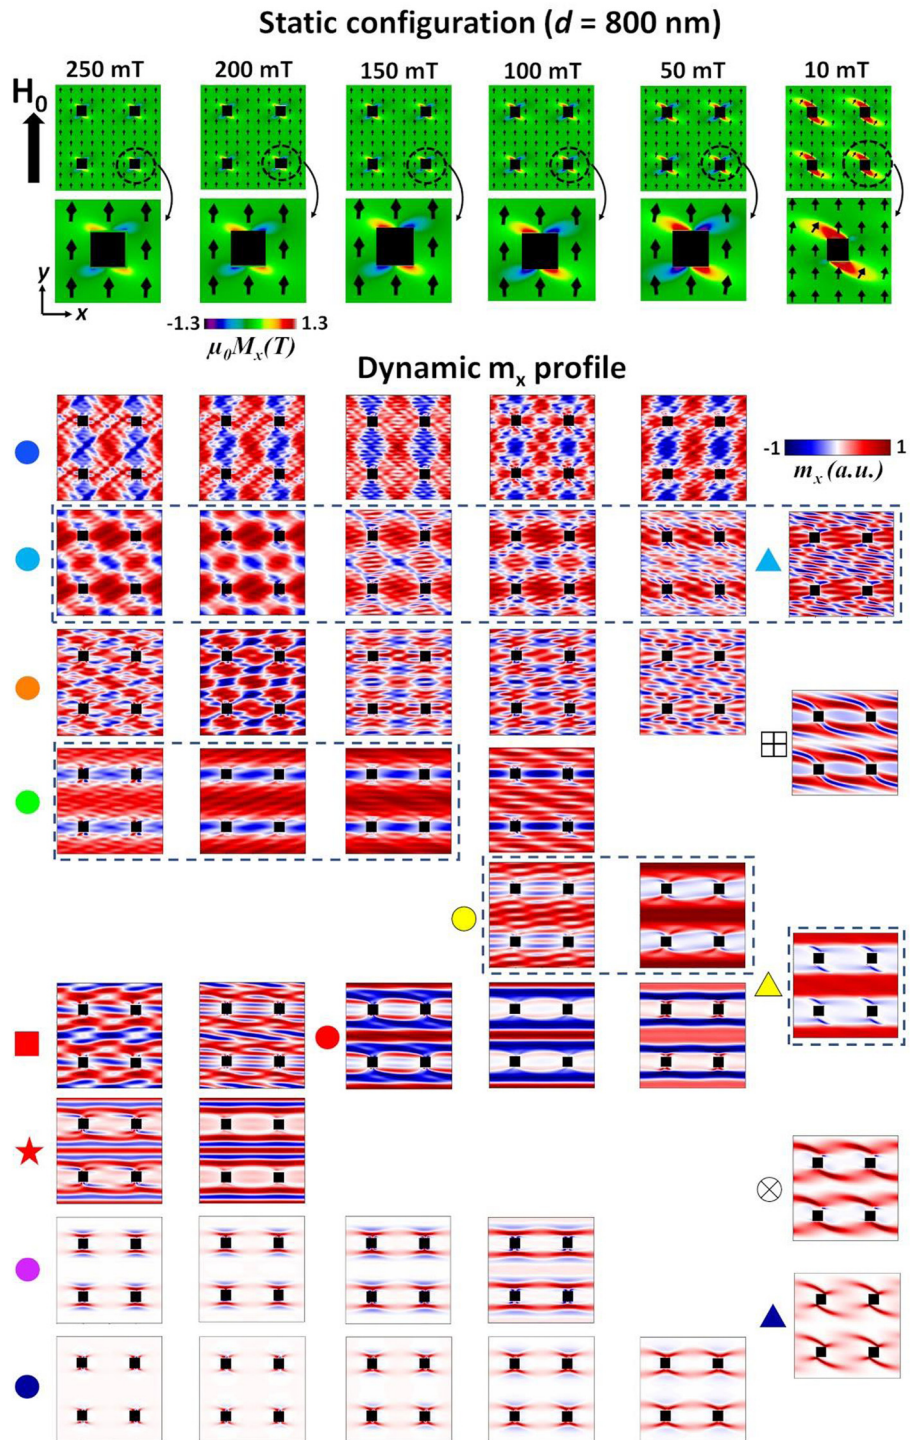 Static configuration (d = 800 nm)
250 mT 200 mT 150 mT 100 mT 50 mT 10 mT
H0
y
x
-1.3 1.3
μ0Mx(T)
Dynamic mx profile
-1 1
mx (a.u.)